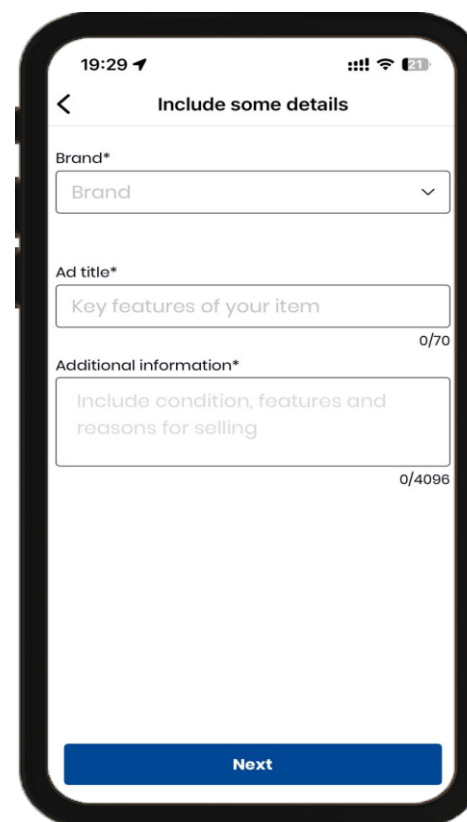 19:29
21
Include some details
Brand*
Brand
Ad title*
Key features of your item
0/70
Additional information*
Include condition, features and
reasons for selling
0/4096
Next